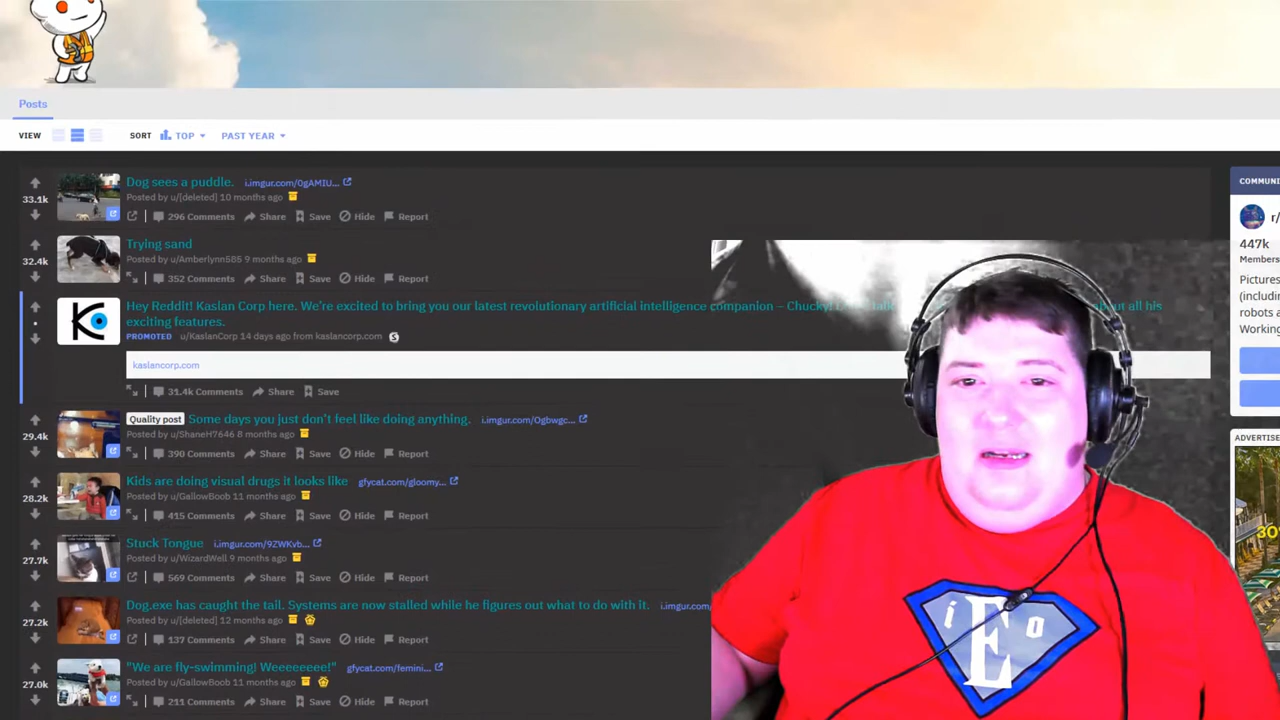 Posts
VIEW SORT TOP PAST YEAR
Dog sees a puddle. i.imgur.com/0gAMIU...
Posted by u/[deleted] 10 months ago
33.1k
296 Comments Share Save Hide Report
Trying sand
Posted by u/Amberlynn585 9 months ago
32.4k
352 Comments Share Save Hide Report
Hey Reddit! Kaslan Corp here. We're excited to bring you our latest revolutionary artificial intelligence companion – Chucky! talk about all his
exciting features.
PROMOTED u/KaslanCorp 14 days ago from kaslancorp.com
kaslancorp.com
31.4k Comments Share Save
Quality post Some days you just don't feel like doing anything. i.imgur.com/Ogbwgc...
Posted by u/ShaneH7646 8 months ago
29.4k
390 Comments Share Save Hide Report
Kids are doing visual drugs it looks like gfycat.com/gloomy...
Posted by u/GallowBoob 11 months ago
28.2k
415 Comments Share Save Hide Report
Stuck Tongue i.imgur.com/9ZWKvb...
Posted by u/WizardWell 9 months ago
27.7k
569 Comments Share Save Hide Report
Dog.exe has caught the tail. Systems are now stalled while he figures out what to do with it. i.imgur.com/
Posted by u/[deleted] 12 months ago
27.2k
137 Comments Share Save Hide Report
"We are fly-swimming! Weeeeeeee!" gfycat.com/femini...
Posted by u/GallowBoob 11 months ago
27.0k
211 Comments Share Save Hide Report
COMMUNI
r/
447k
Members
Pictures
(including
robots a
Working
ADVERTISE
30
i E o